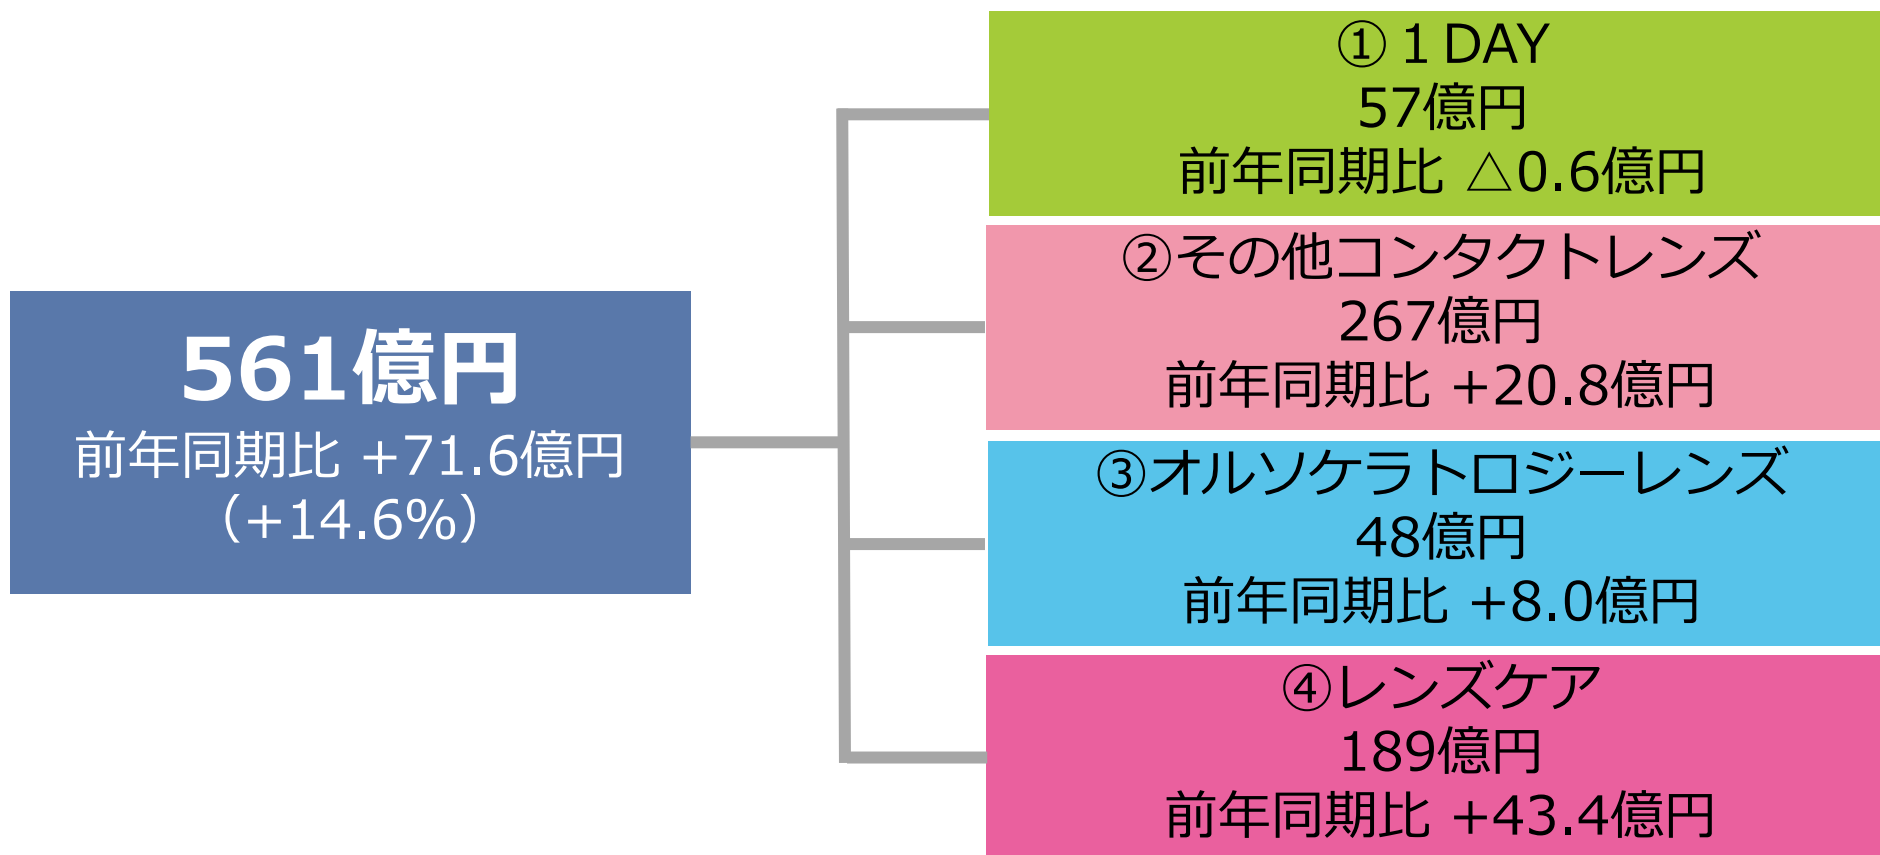 561億円
前年同期比 +71.6億円
（+14.6%）
①１DAY
57億円
前年同期比 △0.6億円
②その他コンタクトレンズ
267億円
前年同期比 +20.8億円
③オルソケラトロジーレンズ
48億円
前年同期比 +8.0億円
④レンズケア
189億円
前年同期比 +43.4億円